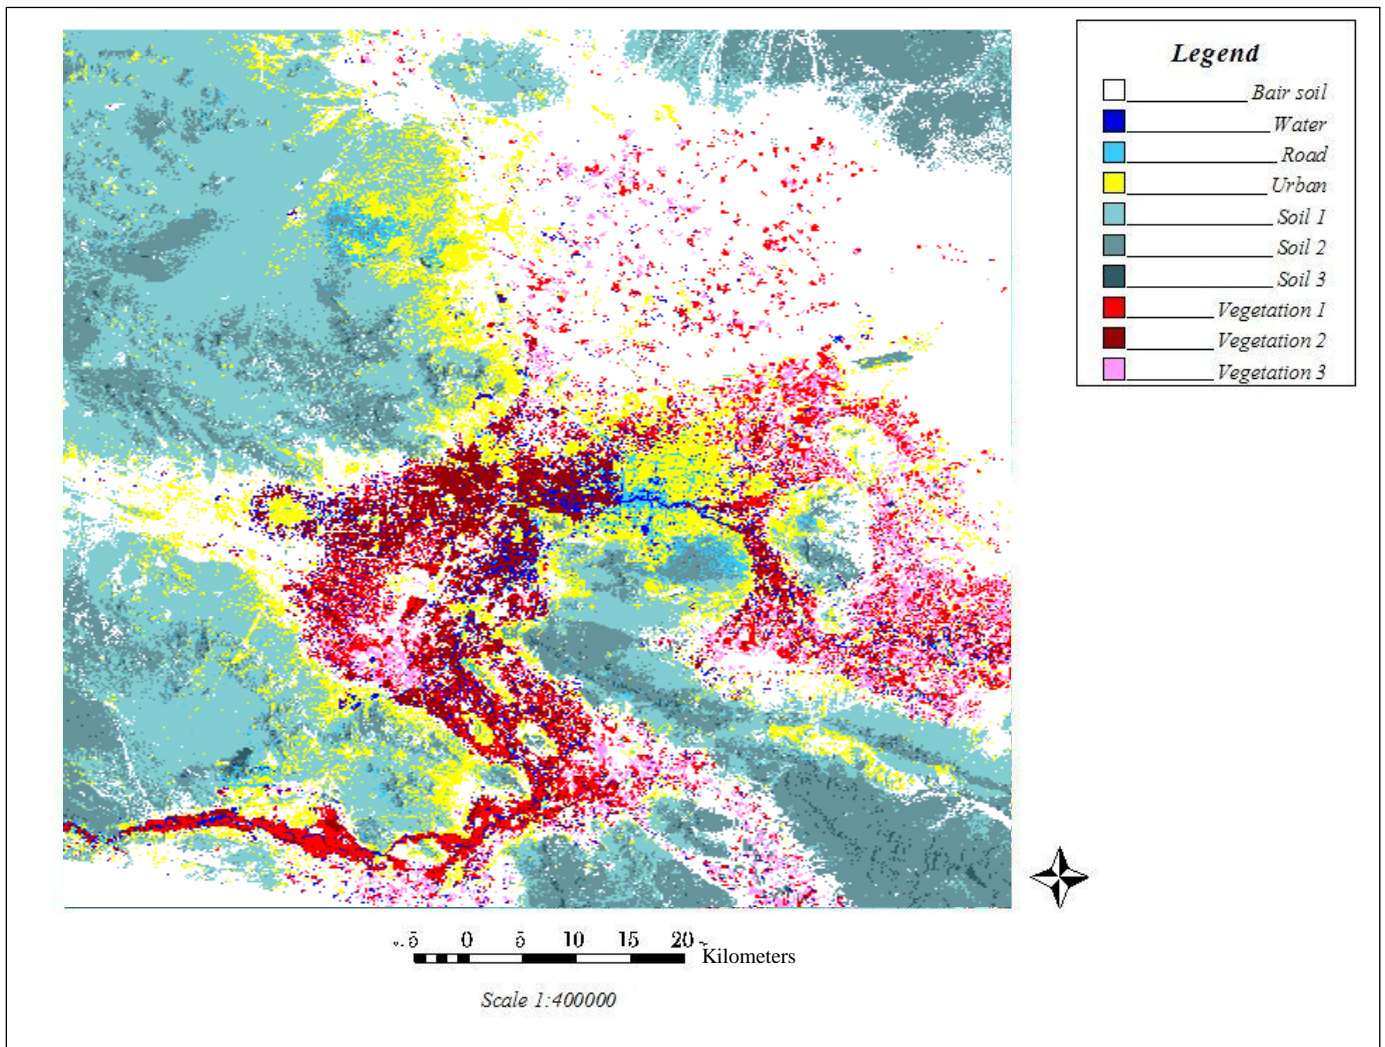 Legend
Bair soil
Water
Road
Urban
Soil 1
Soil 2
Soil 3
Vegetation 1
Vegetation 2
Vegetation 3
5 0 5 10 15 20
Kilometers
Scale 1:400000